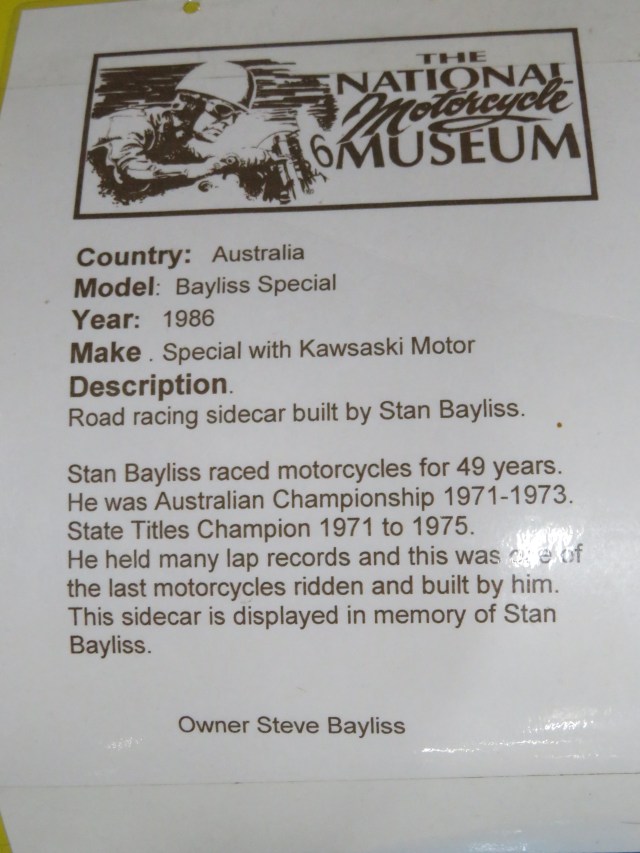 THE
NATIONAL
Motorcycle
6 MUSEUM
Country: Australia
Model: Bayliss Special
Year: 1986
Make . Special with Kawsaski Motor
Description.
Road racing sidecar built by Stan Bayliss.
Stan Bayliss raced motorcycles for 49 years.
He was Australian Championship 1971-1973.
State Titles Champion 1971 to 1975.
He held many lap records and this was one of
the last motorcycles ridden and built by him.
This sidecar is displayed in memory of Stan
Bayliss.
Owner Steve Bayliss